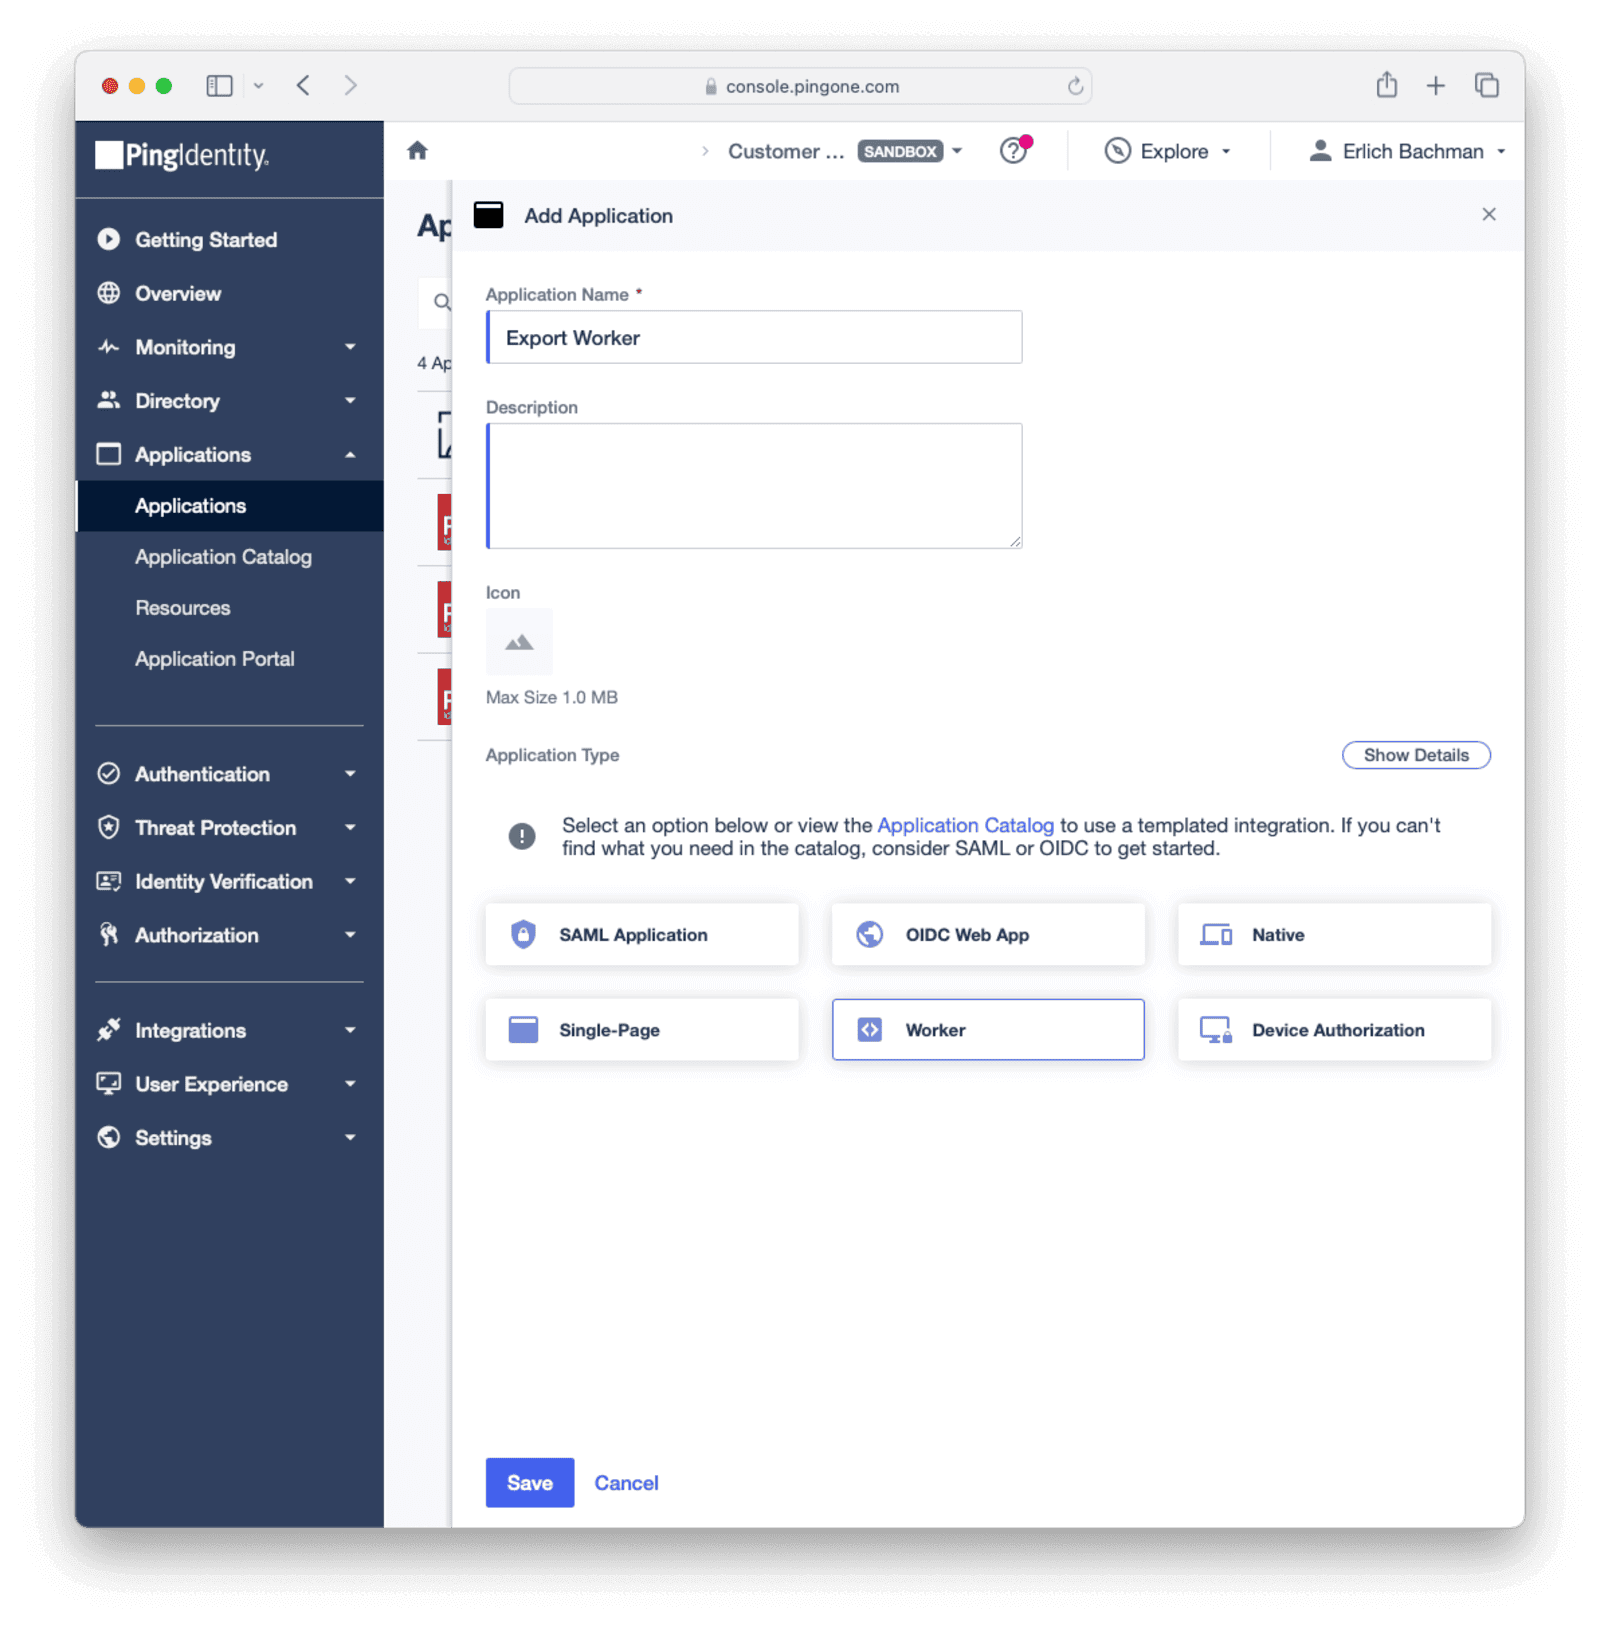 console.pingone.com
PingIdentity
Customer ... SANDBOX
Explore
Erlich Bachman
Getting Started
Overview
Monitoring
Directory
Applications
Applications
Application Catalog
Resources
Application Portal
Authentication
Threat Protection
Identity Verification
Authorization
Integrations
User Experience
Settings
Ap
4 Ap
Add Application
Application Name *
Export Worker
Description
Icon
Max Size 1.0 MB
Application Type
Show Details
Select an option below or view the Application Catalog to use a templated integration. If you can't
find what you need in the catalog, consider SAML or OIDC to get started.
SAML Application
OIDC Web App
Native
Single-Page
Worker
Device Authorization
Save
Cancel